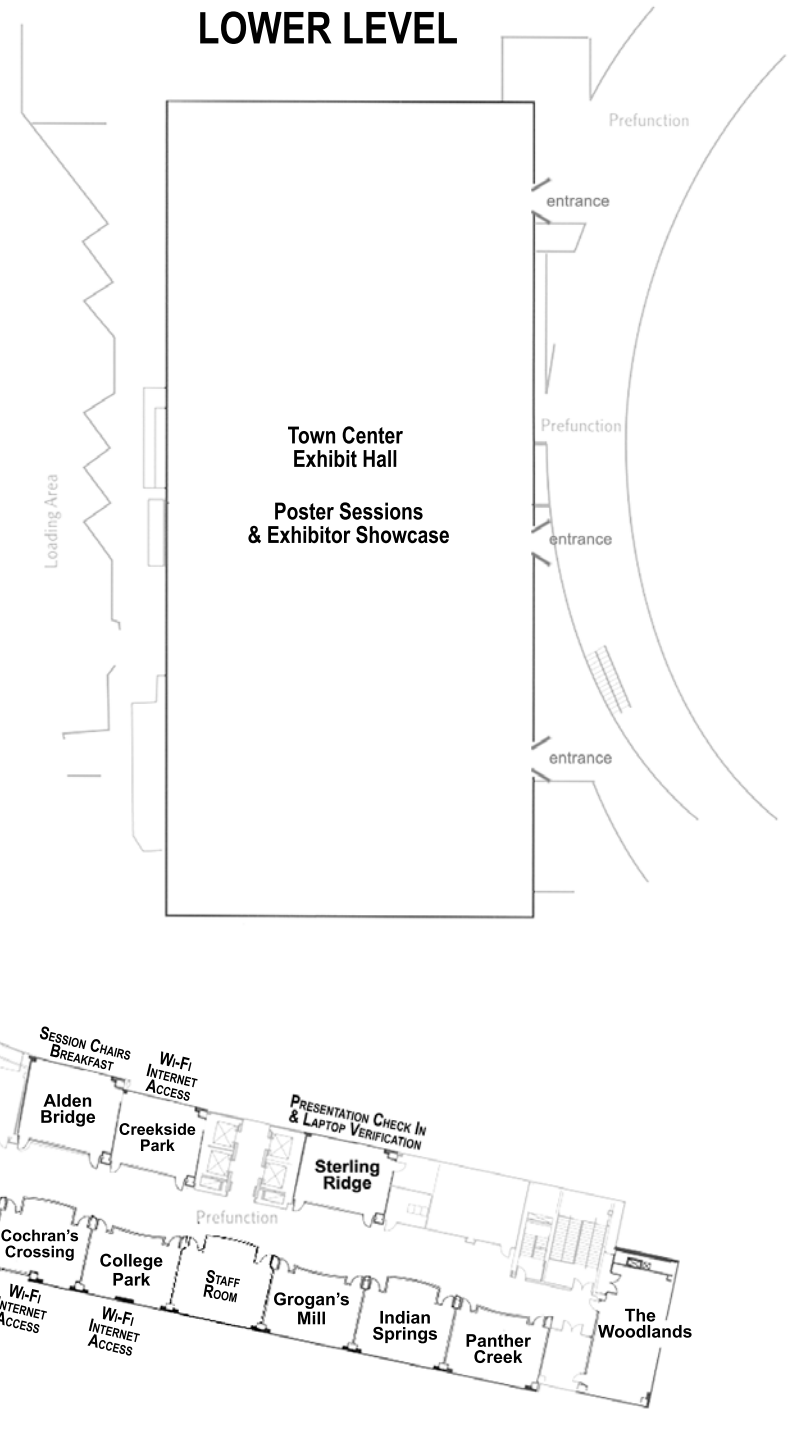 LOWER LEVEL
Prefunction
entrance
Town Center
Exhibit Hall
Prefunction
Poster Sessions
& Exhibitor Showcase
Loading Area
entrance
entrance
SESSION CHAIRS
BREAKFAST
WI-FI
INTERNET
ACCESS
PRESENTATION CHECK IN
& LAPTOP VERIFICATION
Alden
Bridge
Creekside
Park
Sterling
Ridge
Prefunction
Cochran's
Crossing
College
Park
STAFF
ROOM
Grogan's
Mill
Indian
Springs
Panther
Creek
The
Woodlands
WI-FI
INTERNET
ACCESS
WI-FI
INTERNET
ACCESS